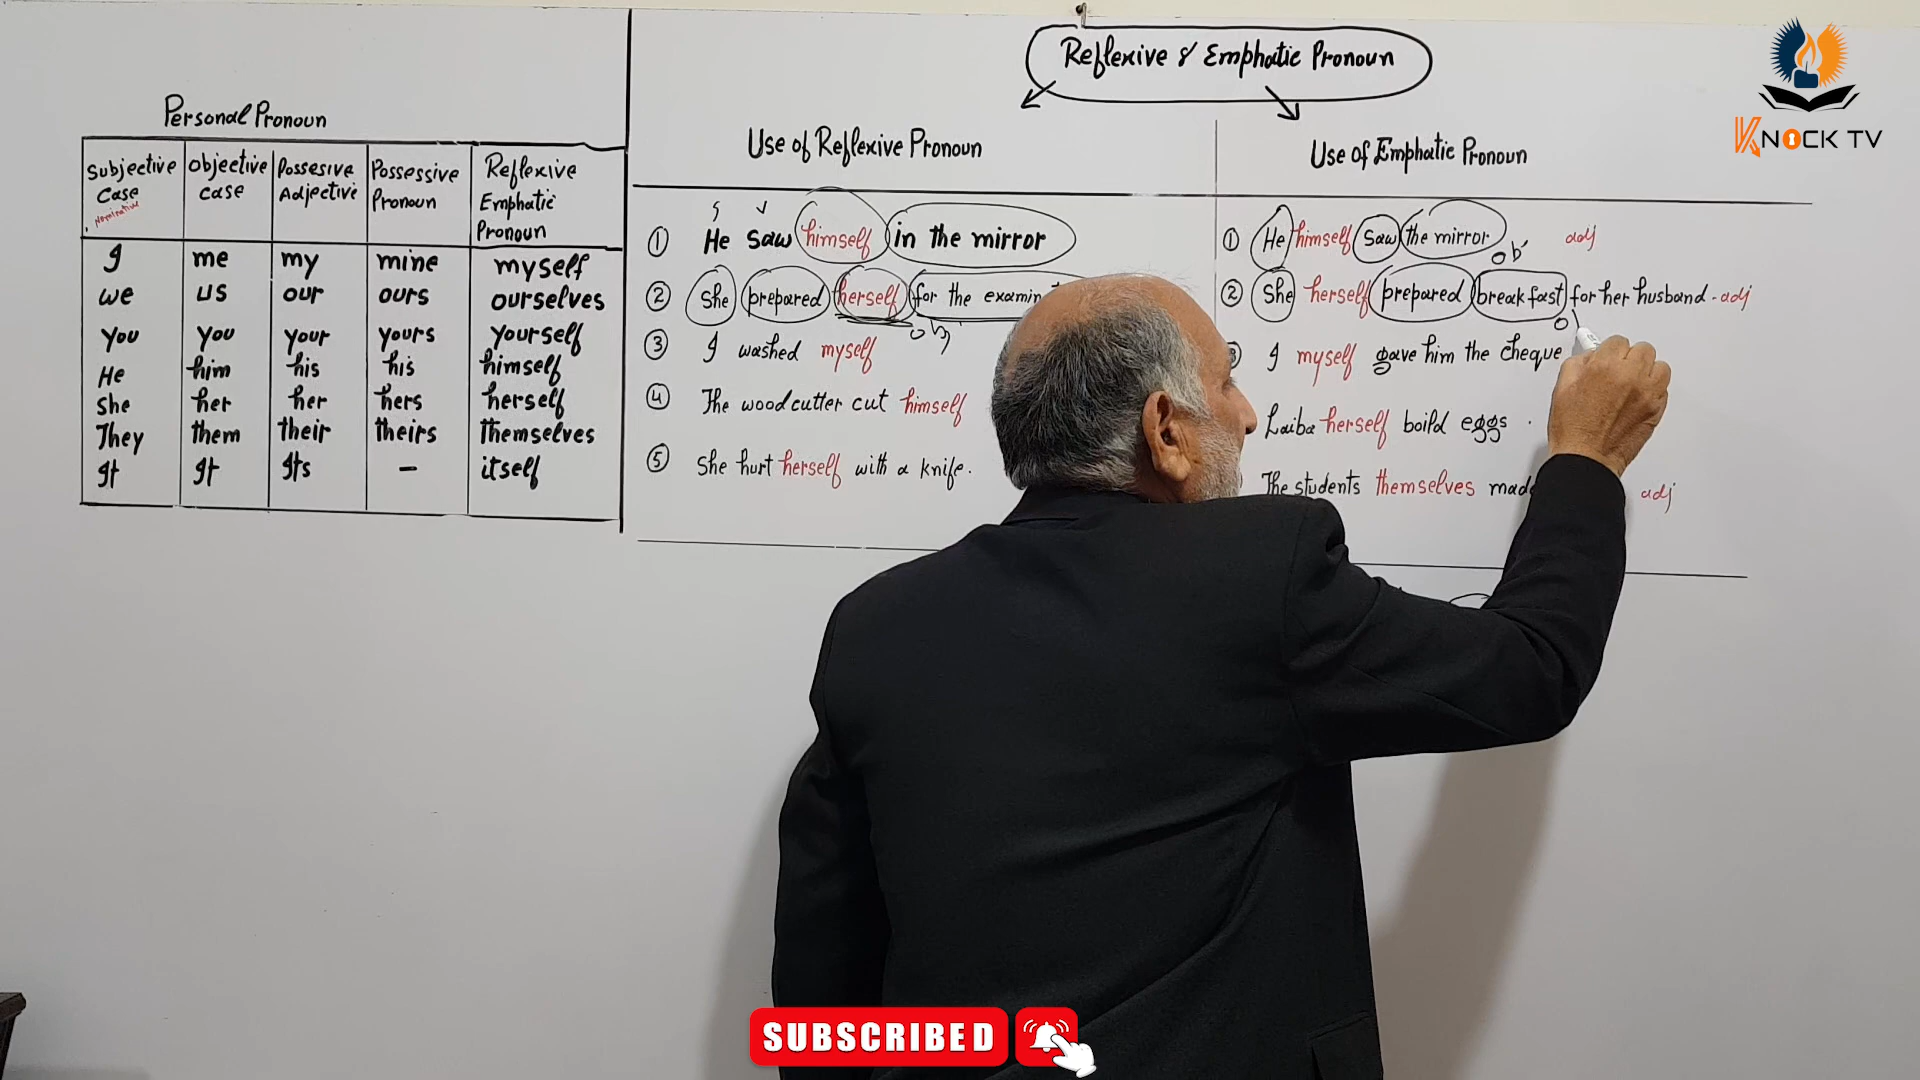 Reflexive & Emphatic Pronoun
KNOCK TV
Personal Pronoun
Subjective Case Nominative
Objective case
Possesive Adjective
Possessive Pronoun
Reflexive Emphatic Pronoun
I me my mine myself
we us our ours ourselves
you you your yours yourself
He him his his himself
She her her hers herself
They them their theirs themselves
It It Its — itself
Use of Reflexive Pronoun
S v
① He saw himself in the mirror
② She prepared herself for the
obj
③ I washed myself
④ The woodcutter cut himself
⑤ She hurt herself with a knife.
Use of Emphatic Pronoun
① He himself saw the mirror adj
ob
② She herself prepared breakfast for her husband - adj
I myself gave him the cheque
Laiba herself boild eggs .
The students themselves made adj
SUBSCRIBED